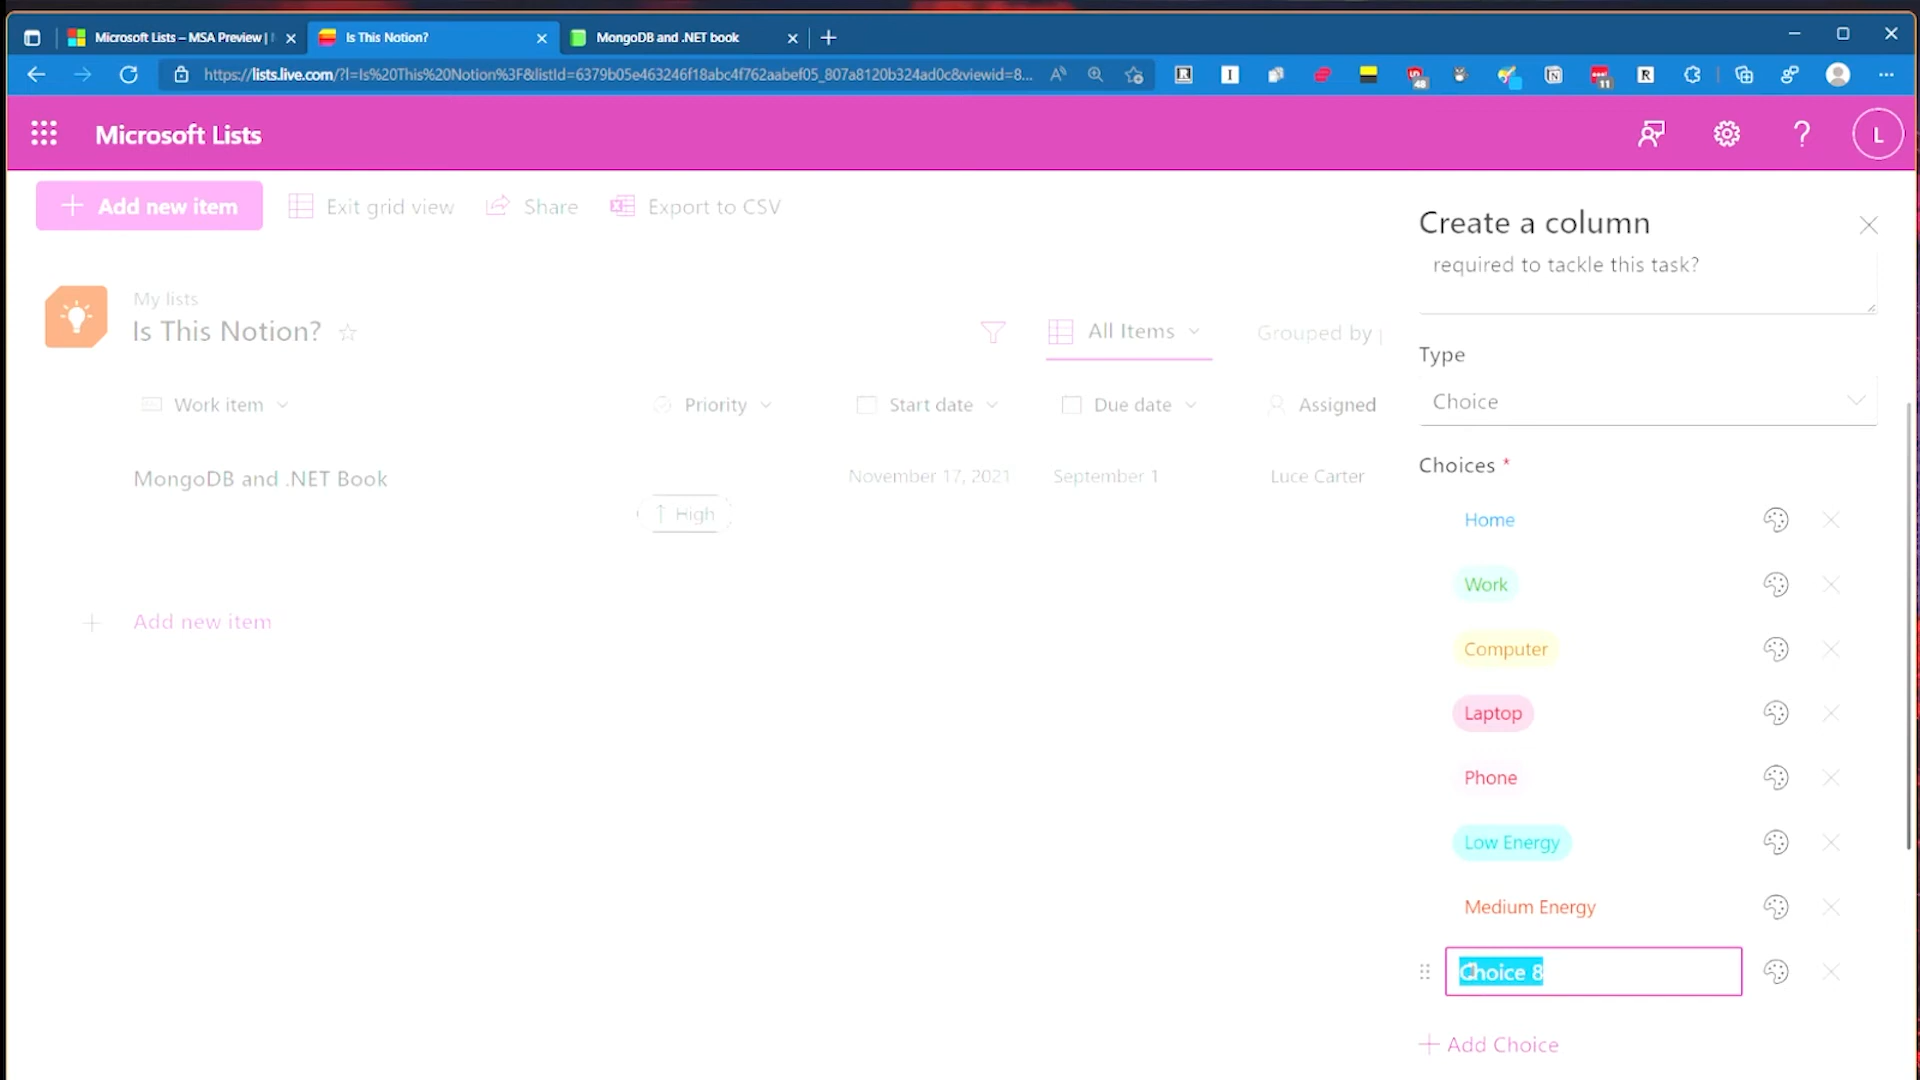 Microsoft Lists – MSA Preview |
Is This Notion?
MongoDB and .NET book
https://lists.live.com/?l=Is%20This%20Notion%3F&listId=6379b05e463246f18abc4f762aabef05_807a8120b324ad0c&viewid=8...
48
11
Microsoft Lists
L
Add new item
Exit grid view
Share
Export to CSV
Create a column
required to tackle this task?
My lists
Is This Notion?
All Items
Grouped by
Type
Choice
Work item
Priority
Start date
Due date
Assigned
Choices *
MongoDB and .NET Book
November 17, 2021
September 1
Luce Carter
High
Home
Work
Add new item
Computer
Laptop
Phone
Low Energy
Medium Energy
Choice 8
Add Choice